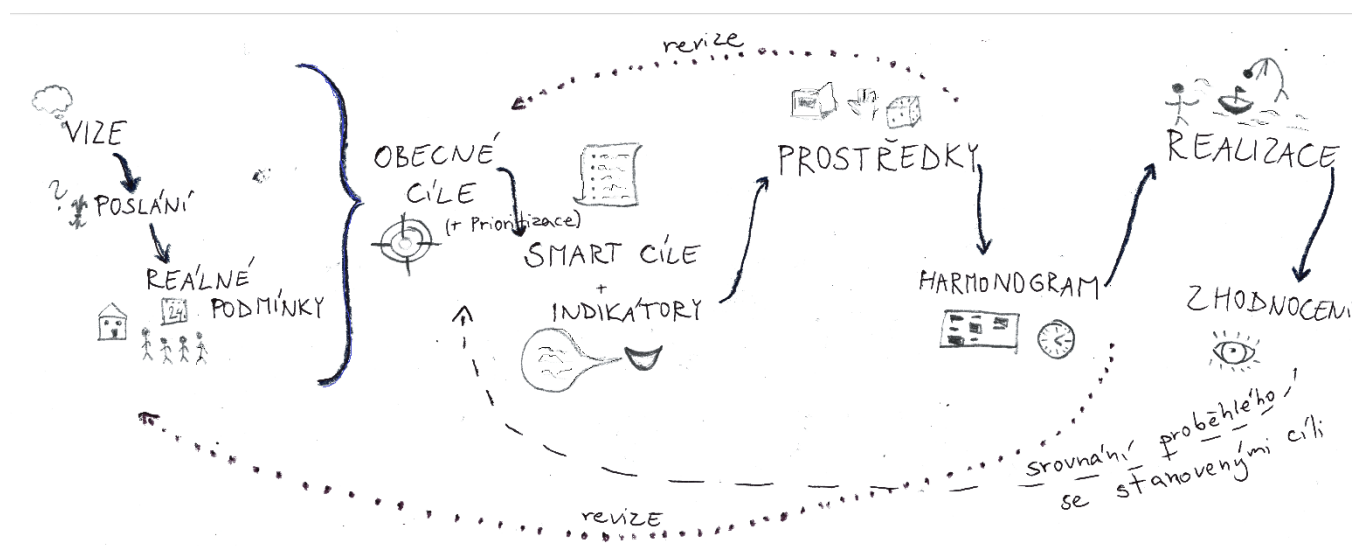 revize
VIZE
POSLÁNÍ
REÁLNÉ
PODMÍNKY
24
OBECNÉ
CÍLE
(+ Prioritizace)
SMART CÍLE
+
INDIKÁTORY
PROSTŘEDKY
HARMONOGRAM
REALIZACE
ZHODNOCENÍ
srovnání proběhlého
se stanovenými cíli
revize